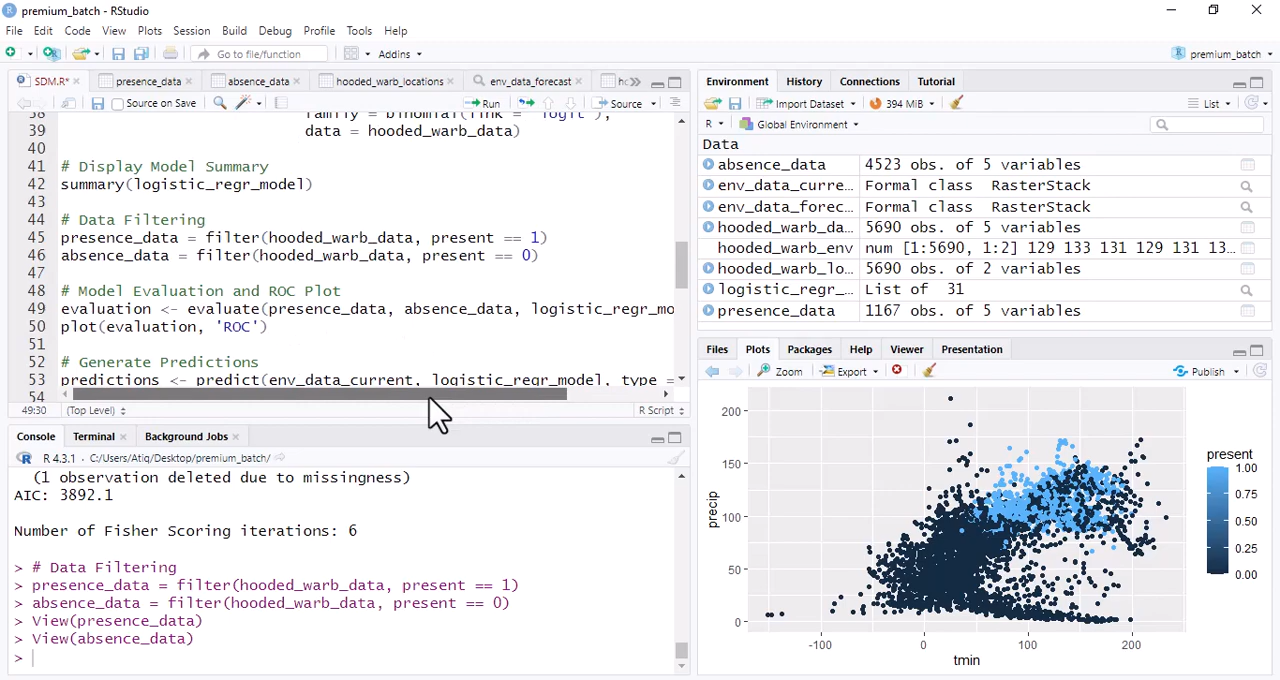 premium_batch - RStudio
File Edit Code View Plots Session Build Debug Profile Tools Help
Go to file/function Addins premium_batch
SDM.R* presence_data absence_data hooded_warb_locations env_data_forecast
Source on Save Run Source
38 family = binomial(link = "logit"),
39 data = hooded_warb_data)
40
41 # Display Model Summary
42 summary(logistic_regr_model)
43
44 # Data Filtering
45 presence_data = filter(hooded_warb_data, present == 1)
46 absence_data = filter(hooded_warb_data, present == 0)
47
48 # Model Evaluation and ROC Plot
49 evaluation <- evaluate(presence_data, absence_data, logistic_regr_mo
50 plot(evaluation, 'ROC')
51
52 # Generate Predictions
53 predictions <- predict(env_data_current, logistic_regr_model, type =
54
49:30 (Top Level) R Script
Console Terminal Background Jobs
R 4.3.1 · C:/Users/Atiq/Desktop/premium_batch/
(1 observation deleted due to missingness)
AIC: 3892.1
Number of Fisher Scoring iterations: 6
> # Data Filtering
> presence_data = filter(hooded_warb_data, present == 1)
> absence_data = filter(hooded_warb_data, present == 0)
> View(presence_data)
> View(absence_data)
>
Environment History Connections Tutorial
Import Dataset 394 MiB List
R Global Environment
Data
absence_data 4523 obs. of 5 variables
env_data_curre… Formal class RasterStack
env_data_forec… Formal class RasterStack
hooded_warb_da… 5690 obs. of 5 variables
hooded_warb_env num [1:5690, 1:2] 129 133 131 129 131 13…
hooded_warb_lo… 5690 obs. of 2 variables
logistic_regr_… List of 31
presence_data 1167 obs. of 5 variables
Files Plots Packages Help Viewer Presentation
Zoom Export Publish
200
150
100
50
0
precip
-100 0 100 200
tmin
present
1.00
0.75
0.50
0.25
0.00